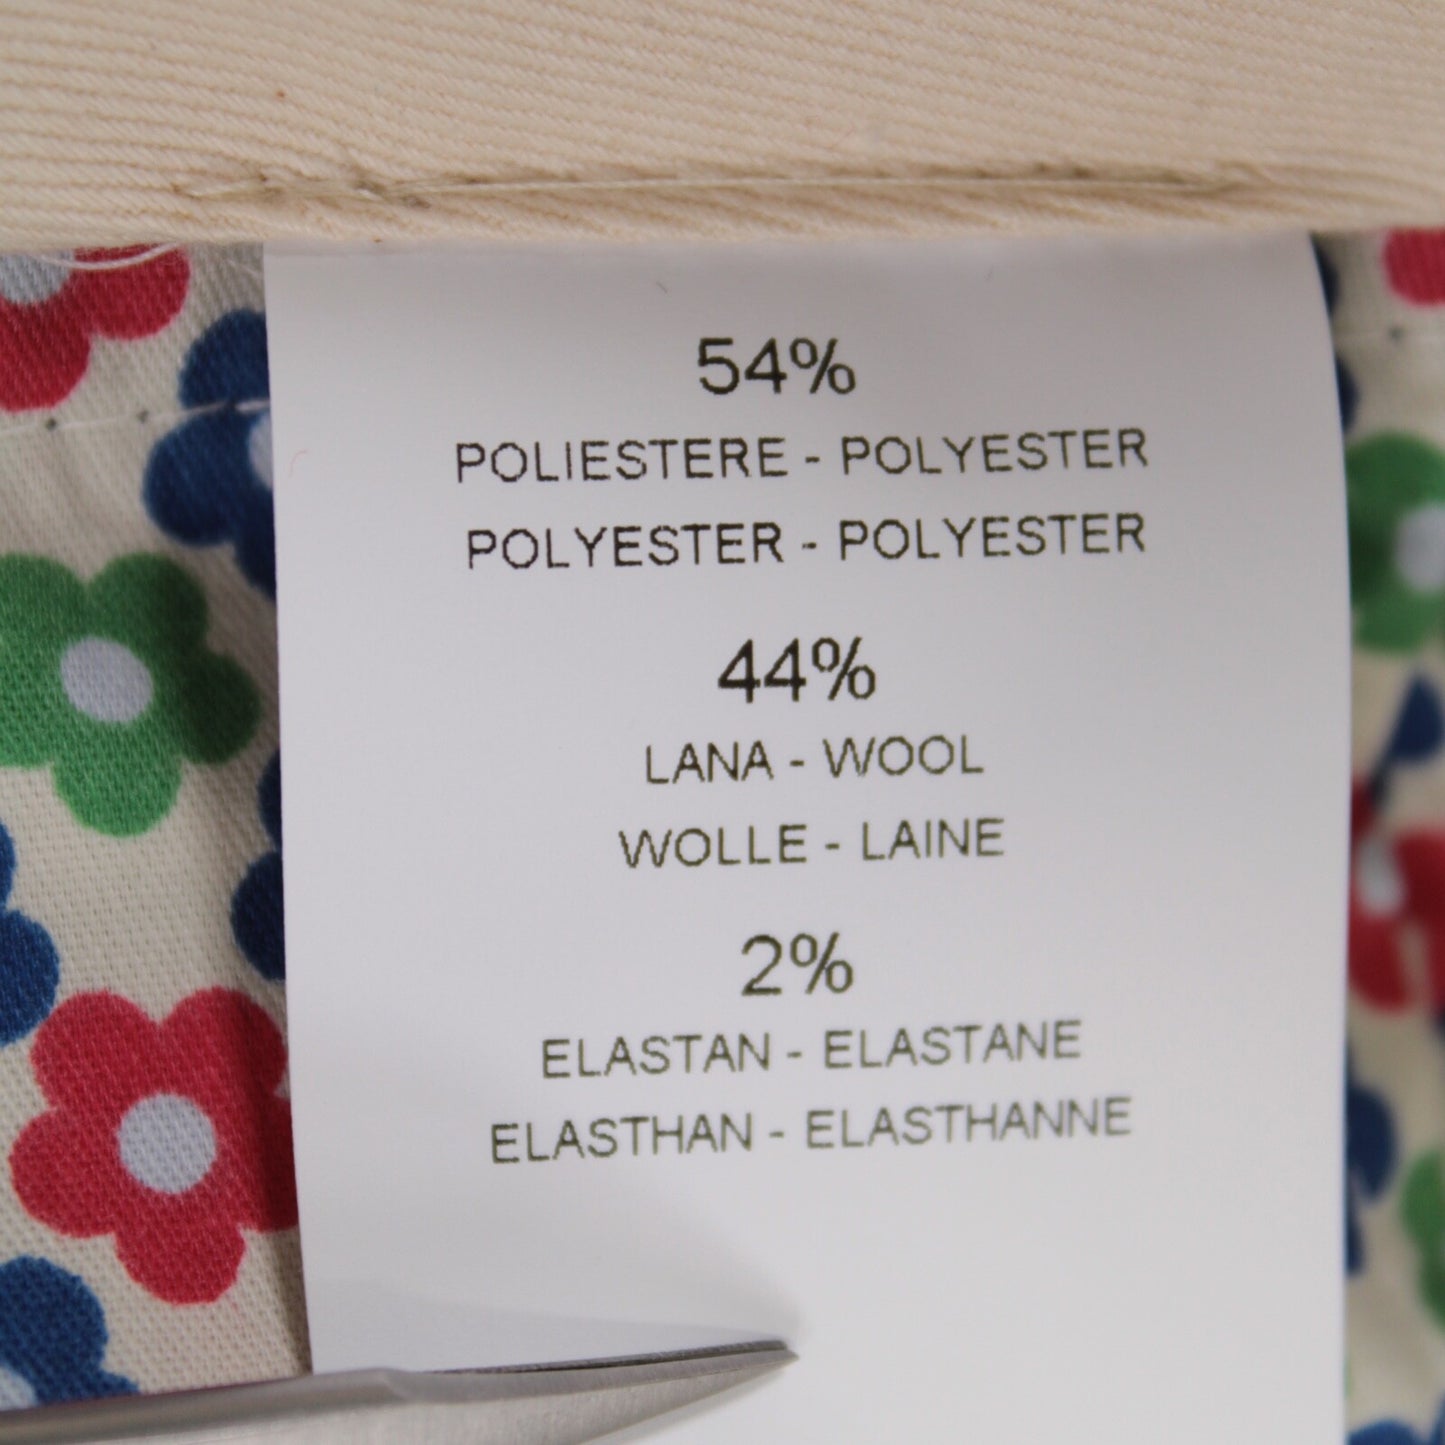 54%
POLIESTERE - POLYESTER
POLYESTER - POLYESTER
44%
LANA - WOOL
WOLLE - LAINE
2%
ELASTAN - ELASTANE
ELASTHAN - ELASTHANNE